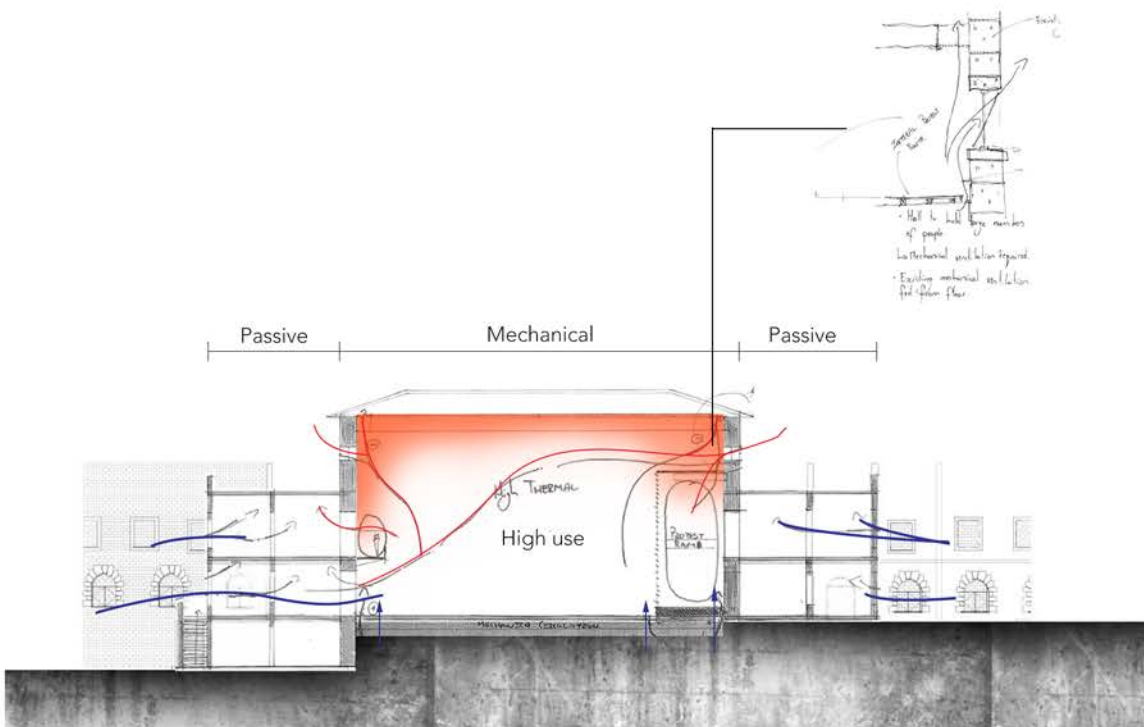 INTERNAL
• Hall to hold large numbers
of people
Mechanical ventilation required.
• Existing mechanical ventilation
fed from floor
Passive
Mechanical
Passive
High THERMAL
High use
PROTEST
MECHANICAL CIRCULATION